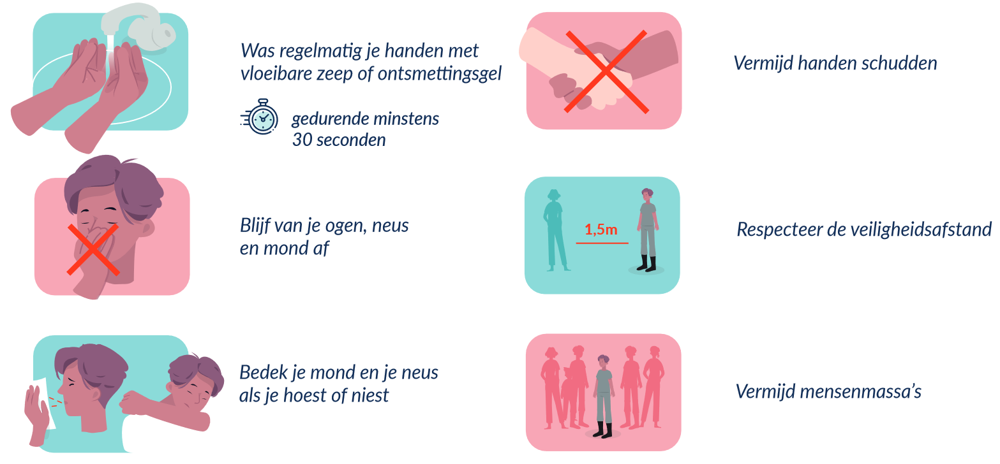 Was regelmatig je handen met
vloeibare zeep of ontsmettingsgel
gedurende minstens
30 seconden
Vermijd handen schudden
Blijf van je ogen, neus
en mond af
1,5m
Respecteer de veiligheidsafstand
Bedek je mond en je neus
als je hoest of niest
Vermijd mensenmassa's